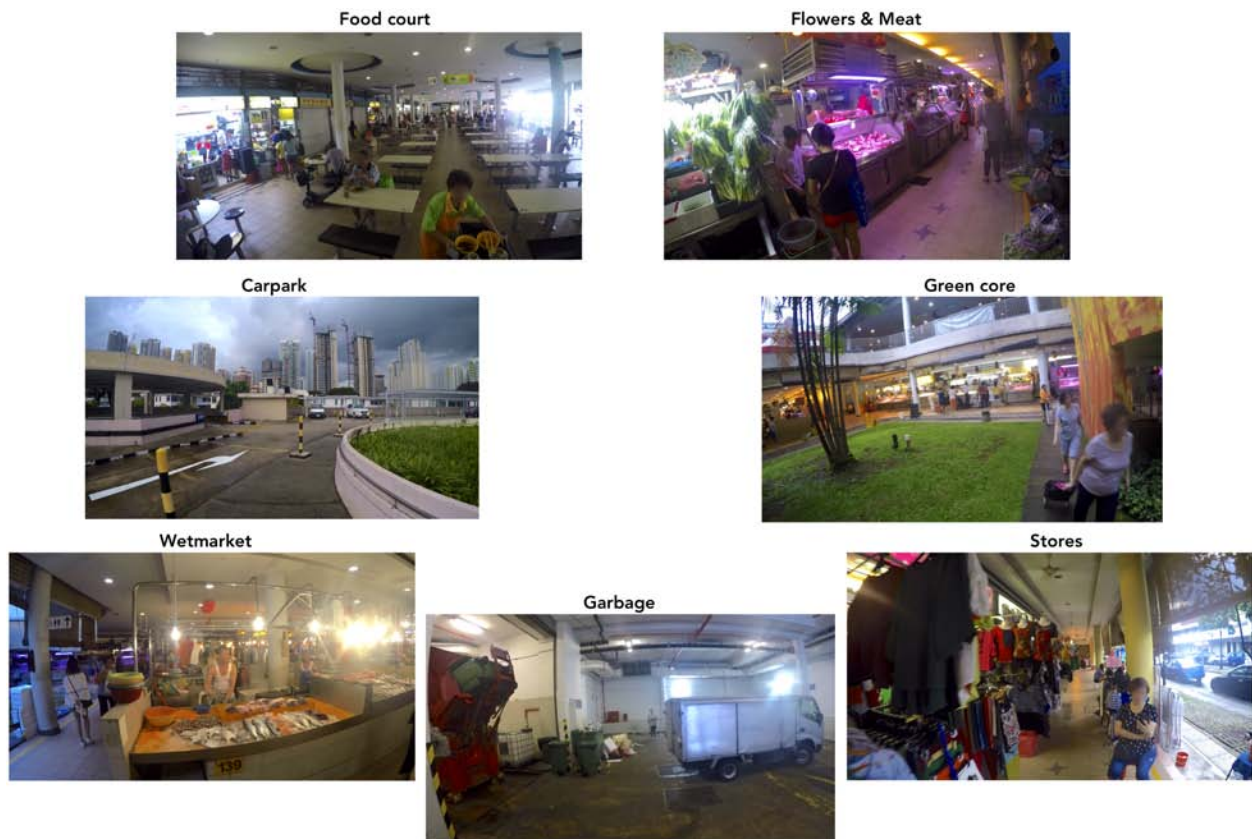 Food court
Flowers & Meat
Carpark
Green core
Wetmarket
Garbage
Stores
139